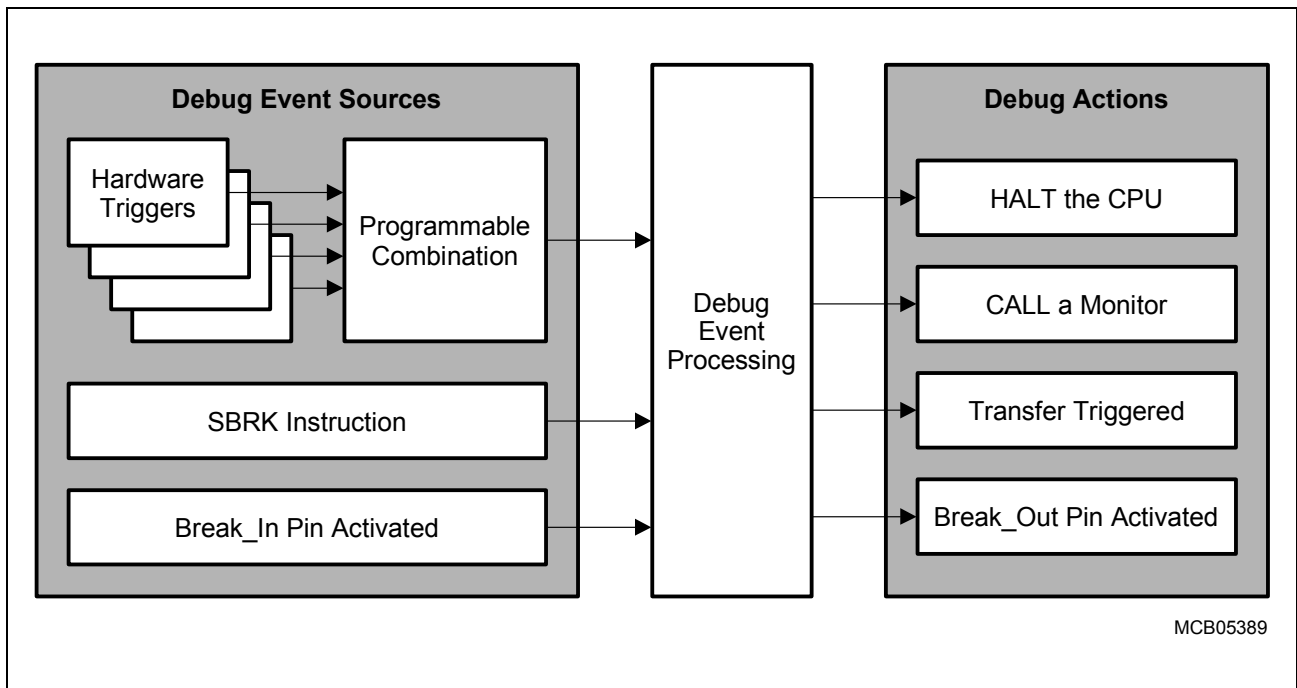 Debug Event Sources
Hardware
Triggers
Programmable
Combination
SBRK Instruction
Break_In Pin Activated
Debug
Event
Processing
Debug Actions
HALT the CPU
CALL a Monitor
Transfer Triggered
Break_Out Pin Activated
MCB05389